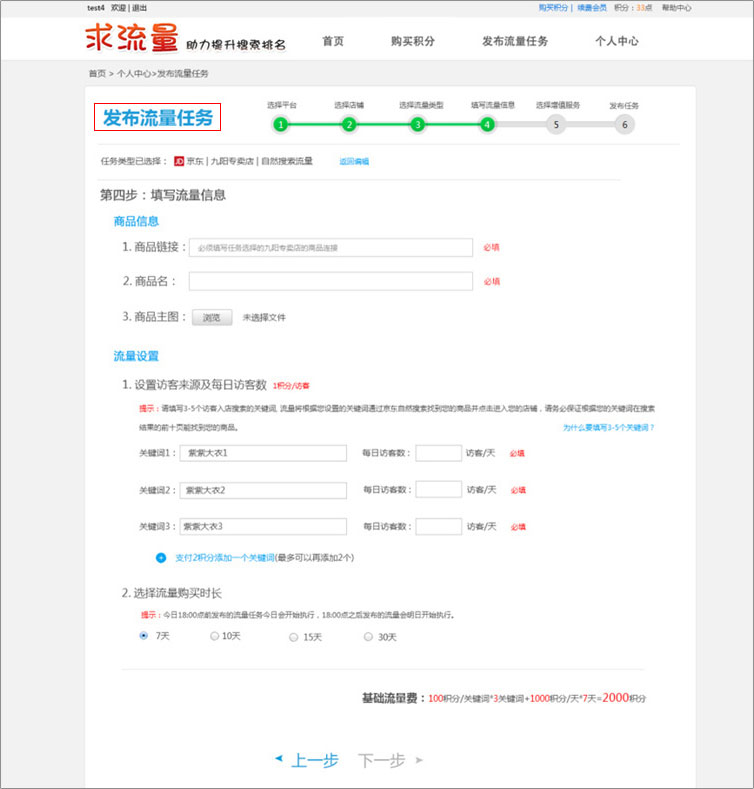 test4 欢迎 | 退出 购买积分 | 续费会员 积分：33点 帮助中心
求流量 助力提升搜索排名 首页 购买积分 发布流量任务 个人中心
首页 > 个人中心>发布流量任务
选择平台 选择店铺 选择流量类型 填写流量信息 选择增值服务 发布任务
发布流量任务 1 2 3 4 5 6
任务类型已选择： JD 京东 | 九阳专卖店 | 自然搜索流量 返回编辑
第四步：填写流量信息
商品信息
1. 商品链接： 必须填写任务选择的九阳专卖店的商品连接 必填
2. 商品名： 必填
3. 商品主图： 浏览 未选择文件
流量设置
1. 设置访客来源及每日访客数 1积分/访客
提示：请填写3-5个访客入店搜索的关键词, 流量将根据您设置的关键词通过京东自然搜索找到您的商品并点击进入您的店铺，请务必保证根据您的关键词在搜索
结果的前十页能找到您的商品。 为什么要填写3-5个关键词？
关键词1： 紫紫大衣1 每日访客数： 访客/天 必填
关键词2： 紫紫大衣2 每日访客数： 访客/天 必填
关键词3： 紫紫大衣3 每日访客数： 访客/天 必填
支付2积分添加一个关键词(最多可以再添加2个)
2. 选择流量购买时长
提示：今日18:00点前发布的流量任务今日会开始执行，18:00点之后发布的流量会明日开始执行。
7天 10天 15天 30天
基础流量费：100积分/关键词*3关键词+1000积分/天*7天=2000积分
上一步 下一步